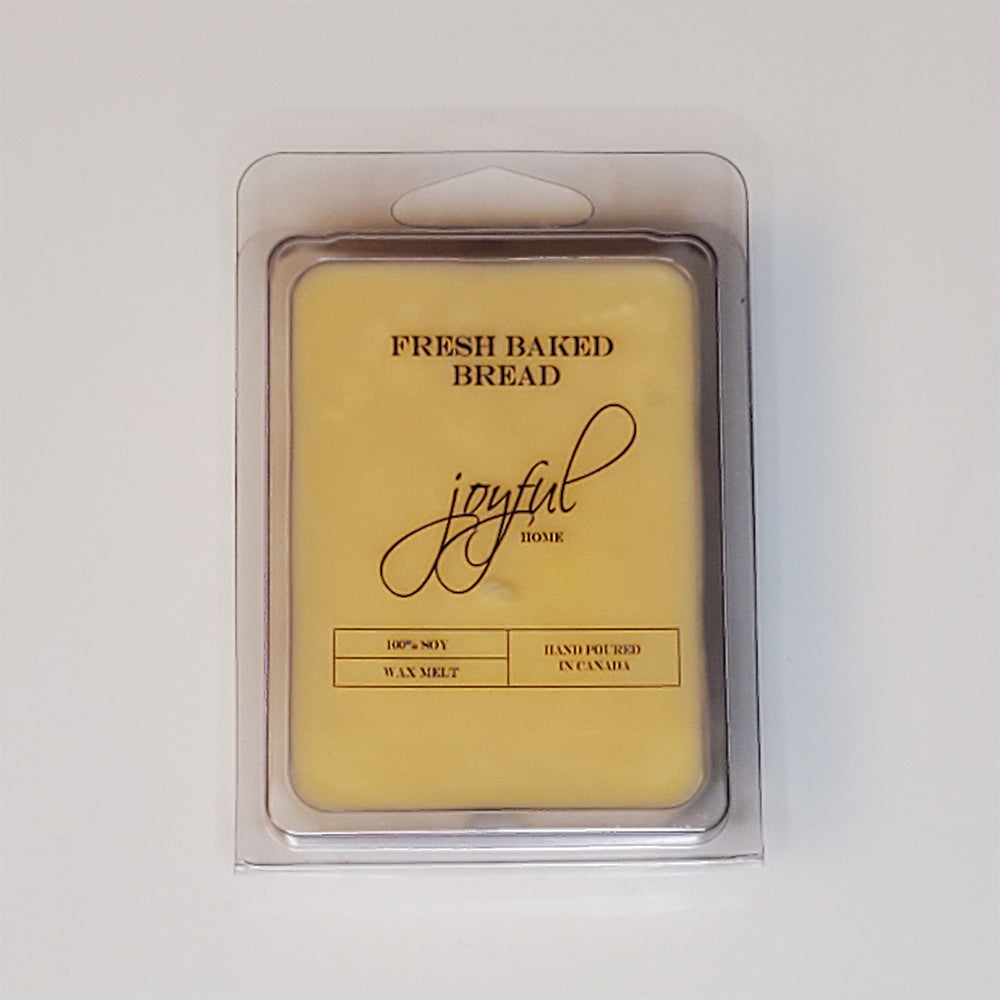 FRESH BAKED
BREAD
joyful
HOME
100% SOY
WAX MELT
HAND POURED
IN CANADA